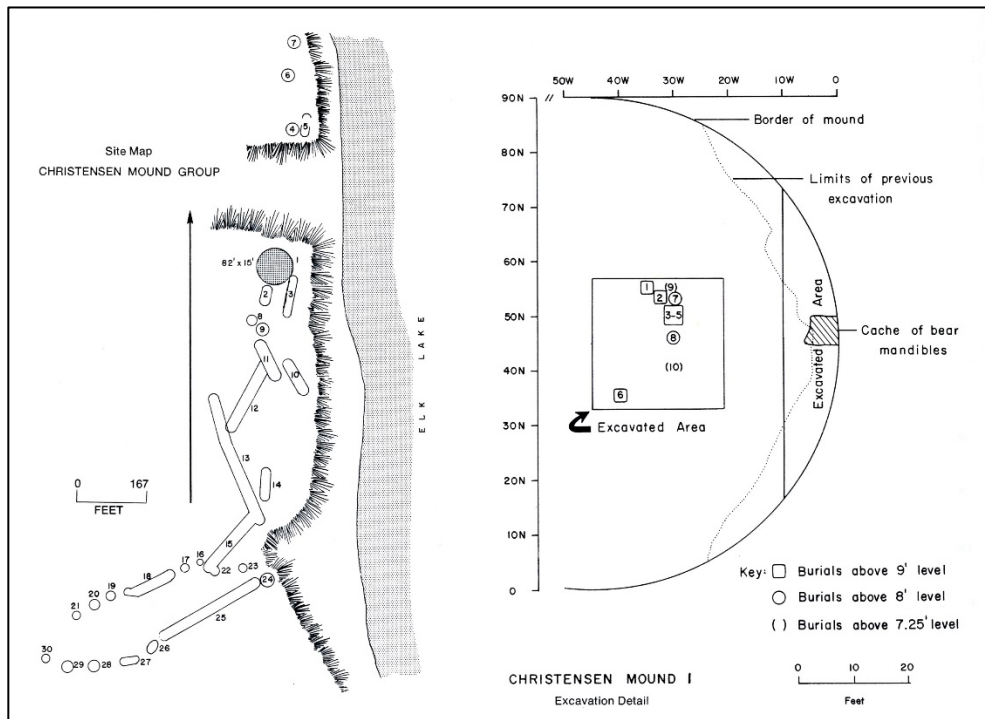 Site Map
CHRISTENSEN MOUND GROUP
7
6
4
5
82' x 15'
1
2
3
8
9
11
10
12
13
14
15
16
17
22
23
24
18
19
20
21
25
26
27
28
29
30
0 167
FEET
ELK LAKE
50W 40W 30W 20W 10W 0
90N
80N
70N
60N
50N
40N
30N
20N
10N
0
Border of mound
Limits of previous
excavation
Excavated Area
Cache of bear
mandibles
1
2
(9)
7
3-5
8
(10)
6
Excavated Area
Key: Burials above 9' level
Burials above 8' level
( ) Burials above 7.25' level
CHRISTENSEN MOUND I
Excavation Detail
0 10 20
Feet